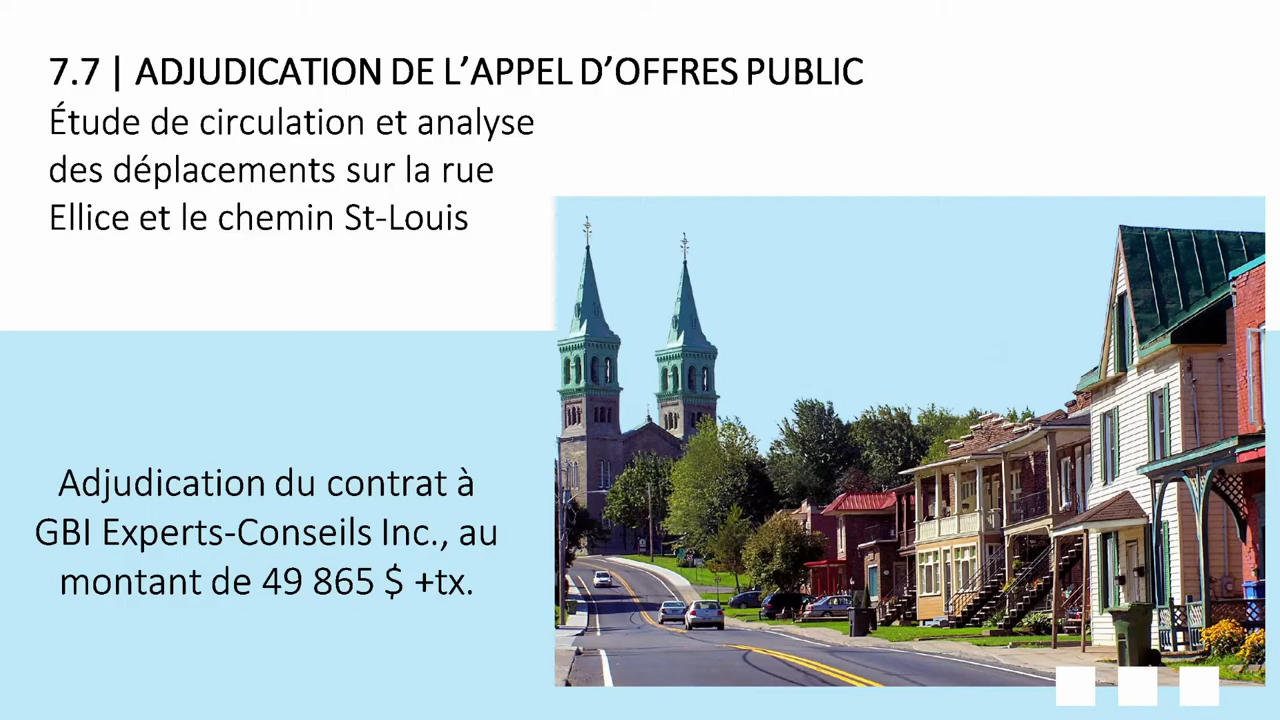 7.7 | ADJUDICATION DE L’APPEL D’OFFRES PUBLIC
Étude de circulation et analyse
des déplacements sur la rue
Ellice et le chemin St-Louis
Adjudication du contrat à
GBI Experts-Conseils Inc., au
montant de 49 865 $ +tx.